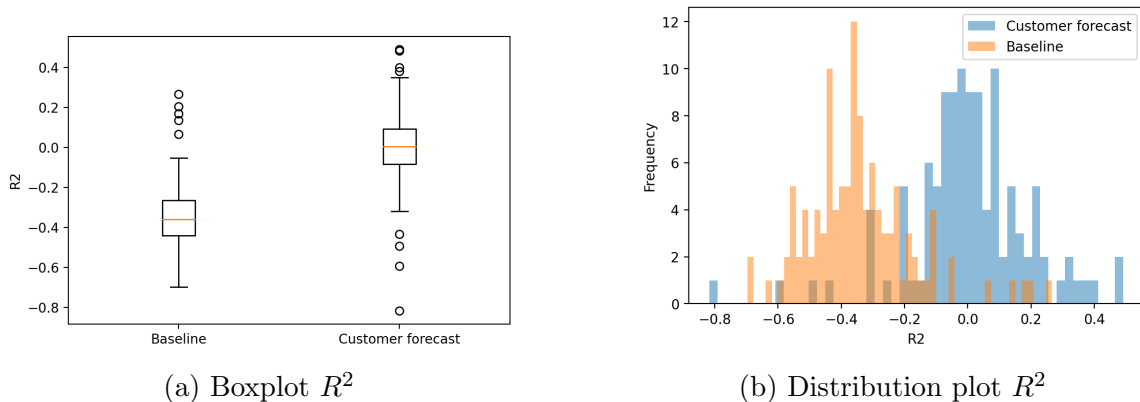 R2
0.4
0.2
0.0
−0.2
−0.4
−0.6
−0.8
Baseline
Customer forecast
(a) Boxplot R²
Frequency
12
10
8
6
4
2
0
Customer forecast
Baseline
−0.8
−0.6
−0.4
−0.2
0.0
0.2
0.4
R2
(b) Distribution plot R²